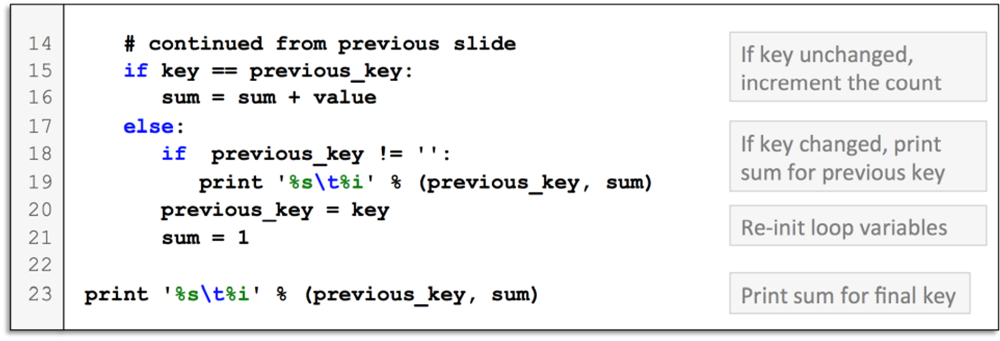 14 # continued from previous slide
15 if key == previous_key:
16 sum = sum + value
17 else:
18 if  previous_key != '':
19 print '%s\t%i' % (previous_key, sum)
20 previous_key = key
21 sum = 1
22
23 print '%s\t%i' % (previous_key, sum)
If key unchanged,
increment the count
If key changed, print
sum for previous key
Re-init loop variables
Print sum for final key